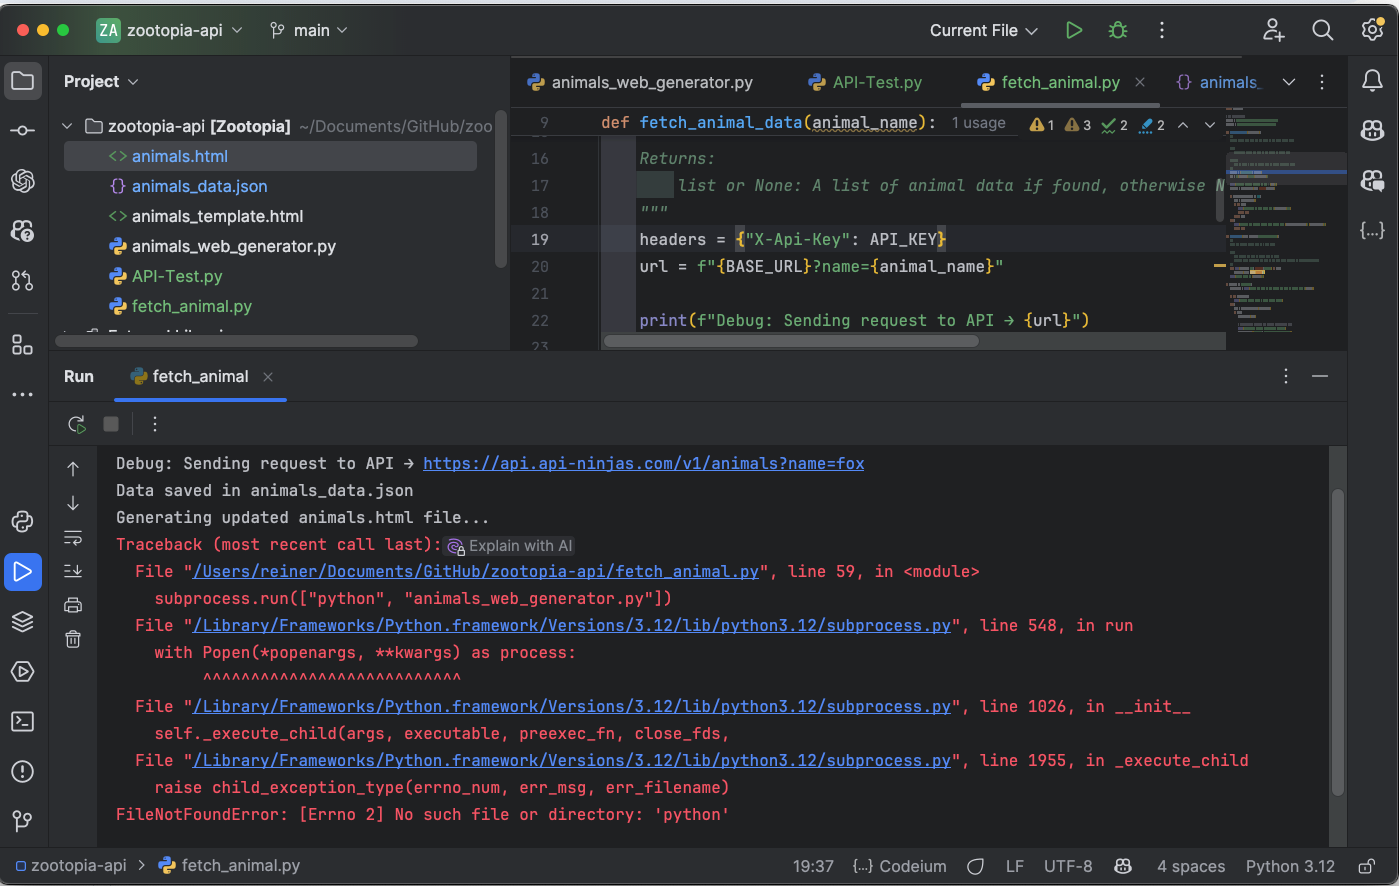 ZA zootopia-api main Current File
Project
animals_web_generator.py API-Test.py fetch_animal.py {} animals_
zootopia-api [Zootopia] ~/Documents/GitHub/zoo
<> animals.html
{} animals_data.json
<> animals_template.html
animals_web_generator.py
API-Test.py
fetch_animal.py
9 def fetch_animal_data(animal_name): 1 usage 1 3 2 2
16 Returns:
17 list or None: A list of animal data if found, otherwise N
18 """
19 headers = {"X-Api-Key": API_KEY}
20 url = f"{BASE_URL}?name={animal_name}"
21
22 print(f"Debug: Sending request to API → {url}")
23
Run fetch_animal
Debug: Sending request to API → https://api.api-ninjas.com/v1/animals?name=fox
Data saved in animals_data.json
Generating updated animals.html file...
Traceback (most recent call last): Explain with AI
File "/Users/reiner/Documents/GitHub/zootopia-api/fetch_animal.py", line 59, in <module>
subprocess.run(["python", "animals_web_generator.py"])
File "/Library/Frameworks/Python.framework/Versions/3.12/lib/python3.12/subprocess.py", line 548, in run
with Popen(*popenargs, **kwargs) as process:
^^^^^^^^^^^^^^^^^^^^^^^^^^^
File "/Library/Frameworks/Python.framework/Versions/3.12/lib/python3.12/subprocess.py", line 1026, in __init__
self._execute_child(args, executable, preexec_fn, close_fds,
File "/Library/Frameworks/Python.framework/Versions/3.12/lib/python3.12/subprocess.py", line 1955, in _execute_child
raise child_exception_type(errno_num, err_msg, err_filename)
FileNotFoundError: [Errno 2] No such file or directory: 'python'
zootopia-api > fetch_animal.py 19:37 {...} Codeium LF UTF-8 4 spaces Python 3.12